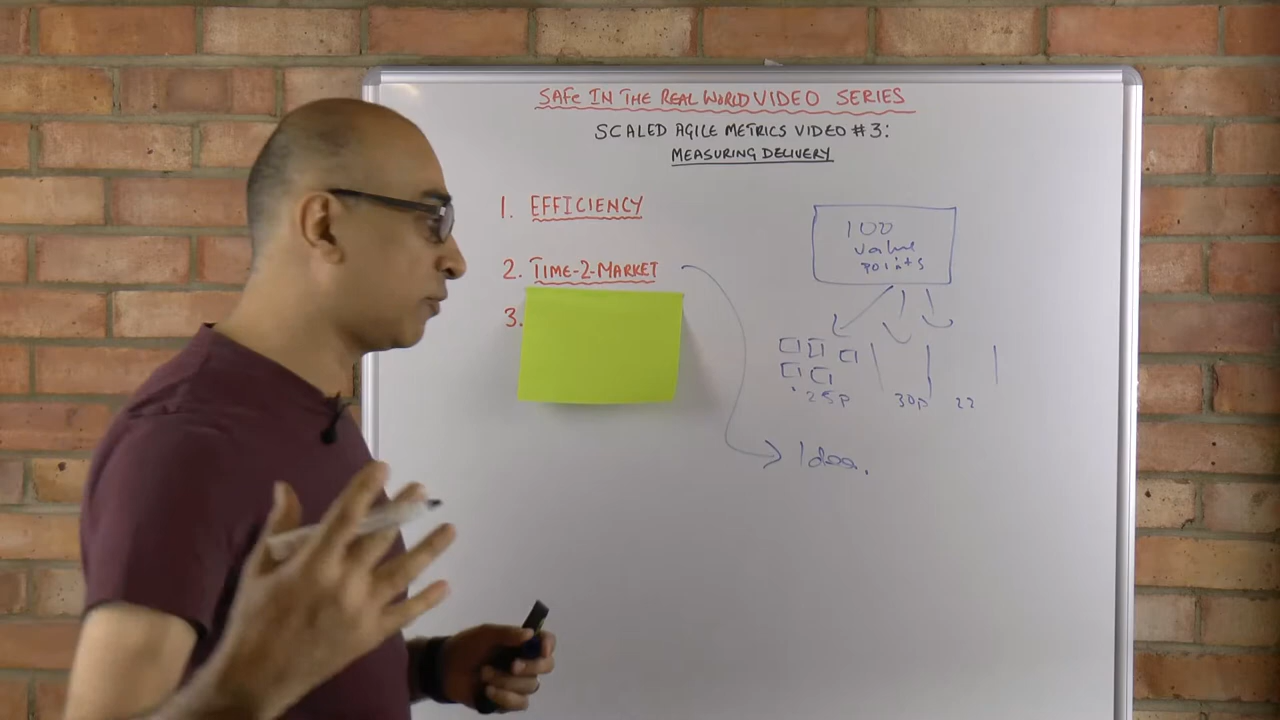 SAFe IN THE REAL WORLD VIDEO SERIES
SCALED AGILE METRICS VIDEO #3:
MEASURING DELIVERY
1. EFFICIENCY
2. TIME-2-MARKET
3.
100
value
points
25p 30p 22
Idea.